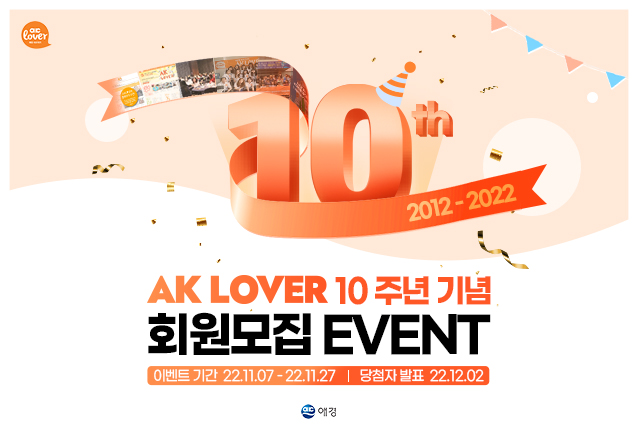 AK
lover
10th
2012 - 2022
AK LOVER 10 주년 기념
회원모집 EVENT
이벤트 기간 22.11.07 - 22.11.27 | 당첨자 발표 22.12.02
애경